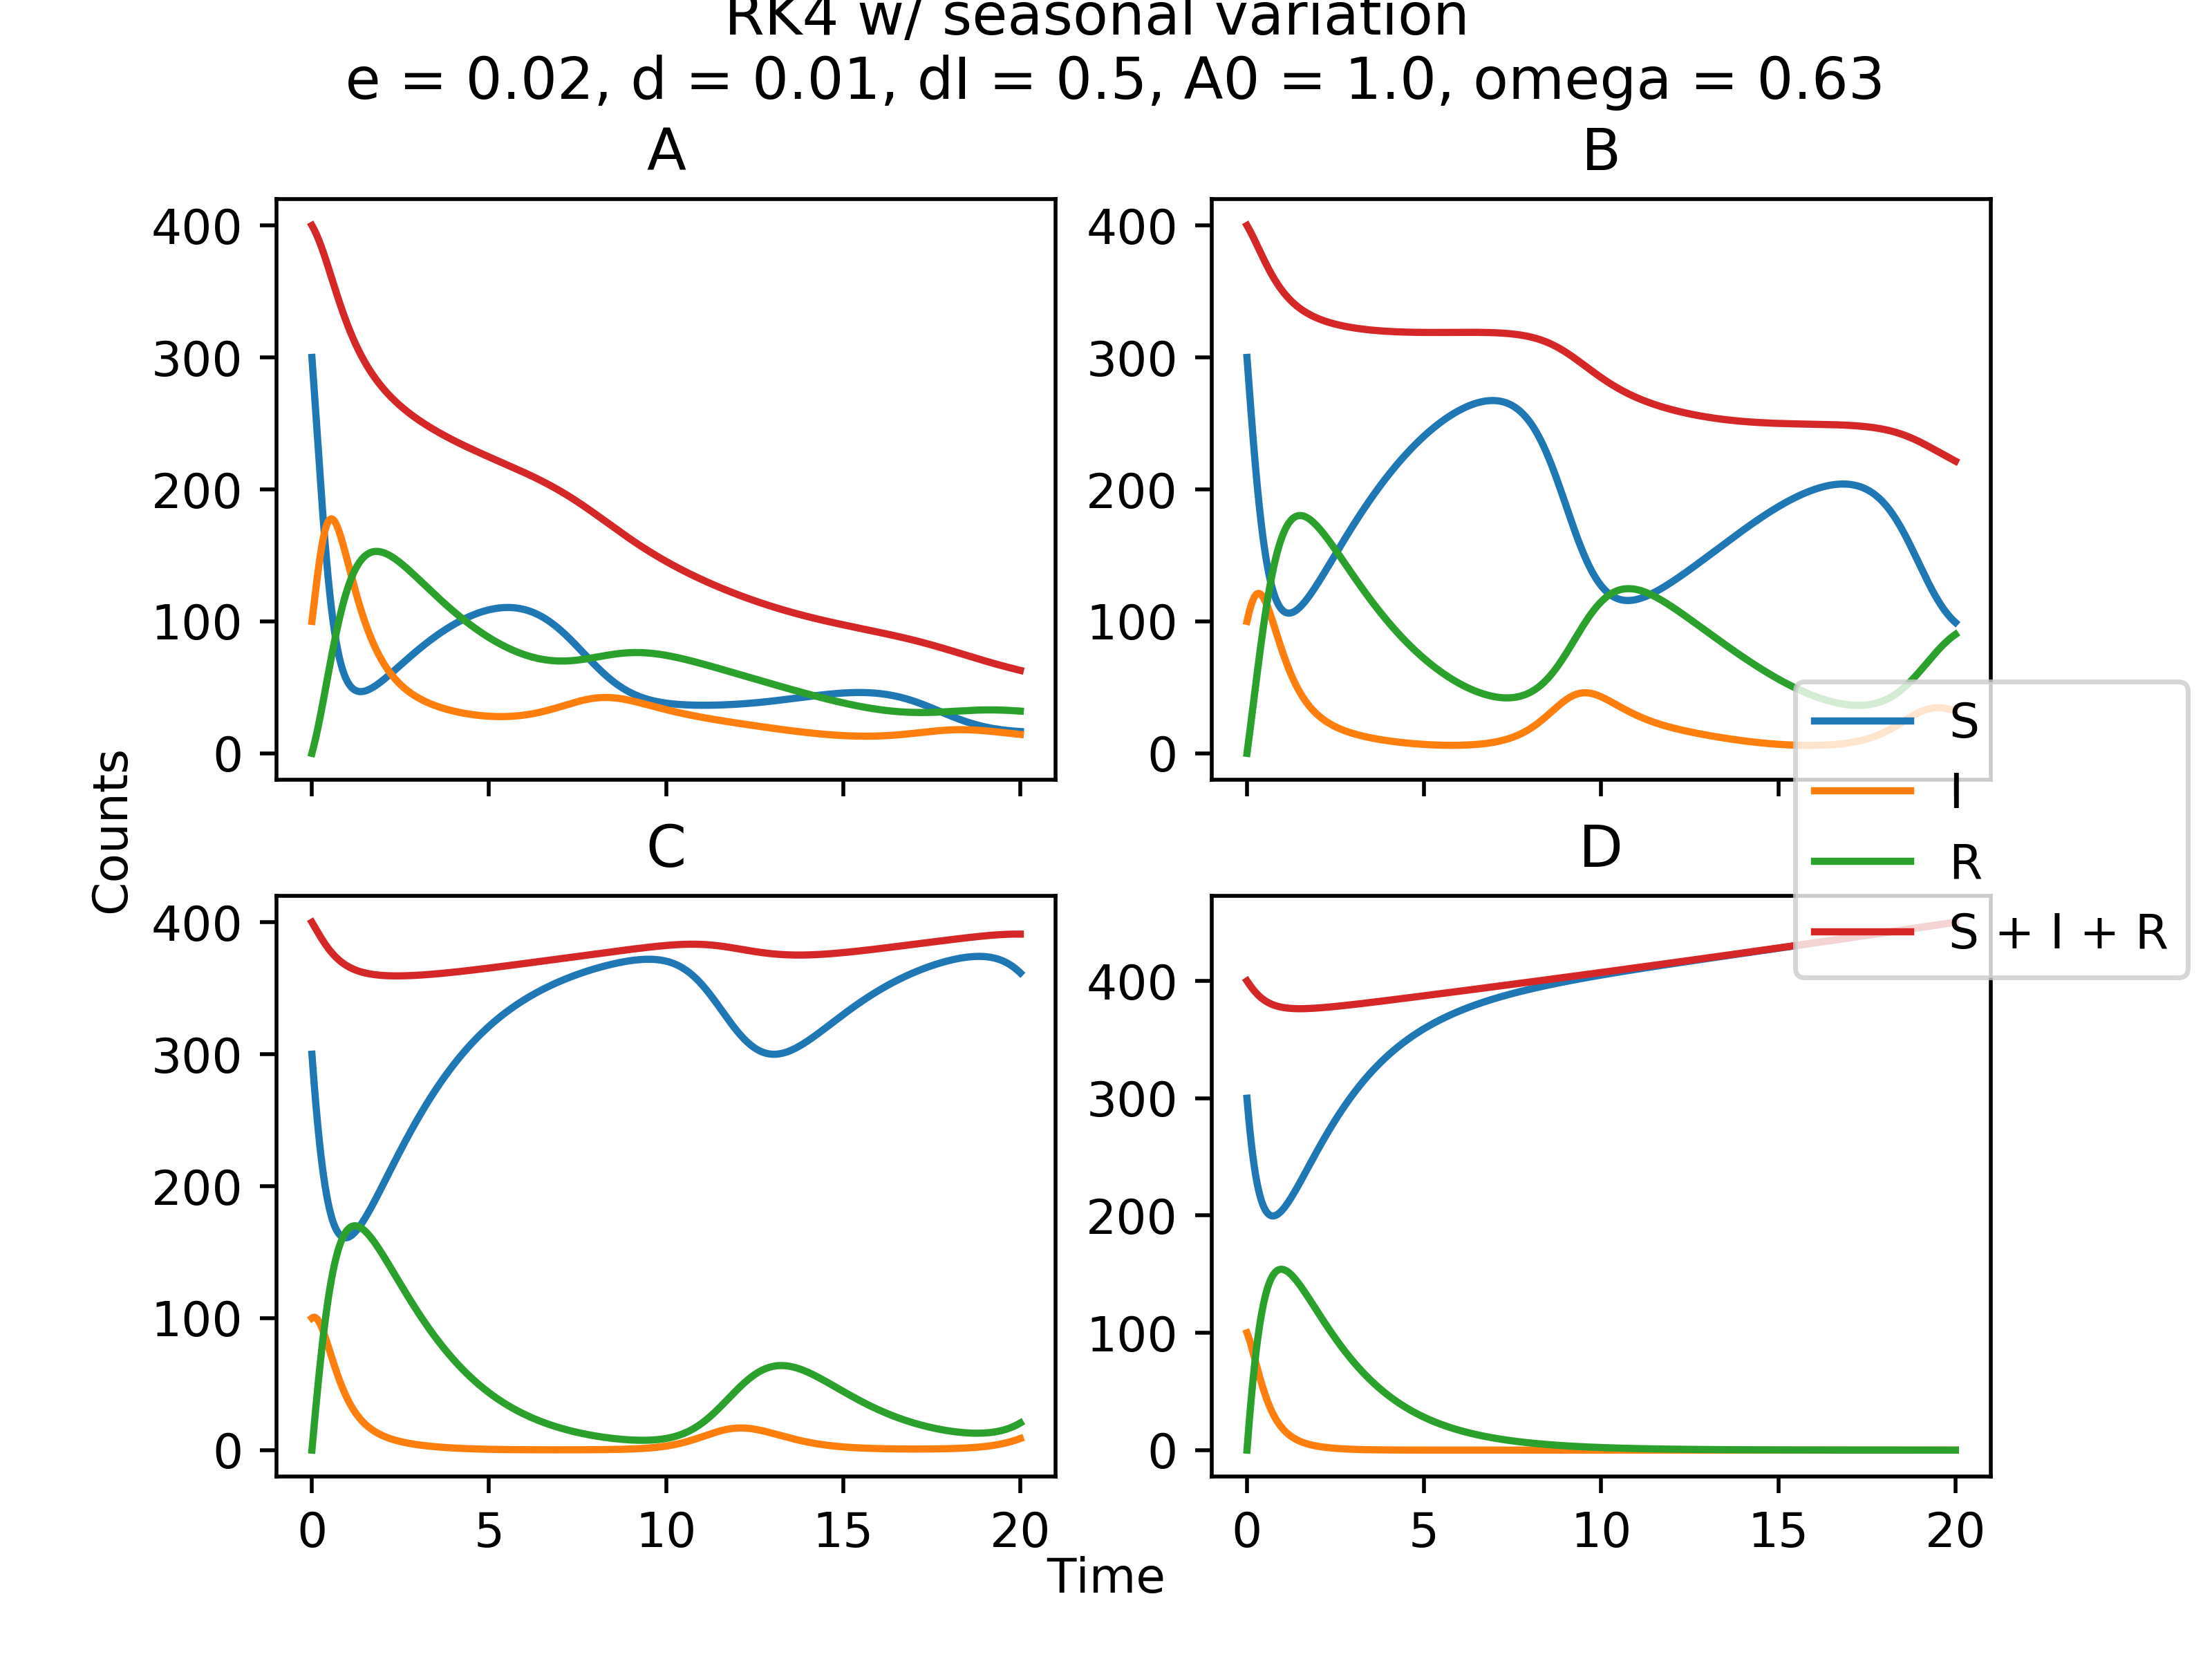 RK4 w/ seasonal variation
e = 0.02, d = 0.01, dI = 0.5, A0 = 1.0, omega = 0.63
A
400
300
200
100
0
B
400
300
200
100
0
S
I
R
S + I + R
Counts
C
400
300
200
100
0
0 5 10 15 20
D
400
300
200
100
0
0 5 10 15 20
Time